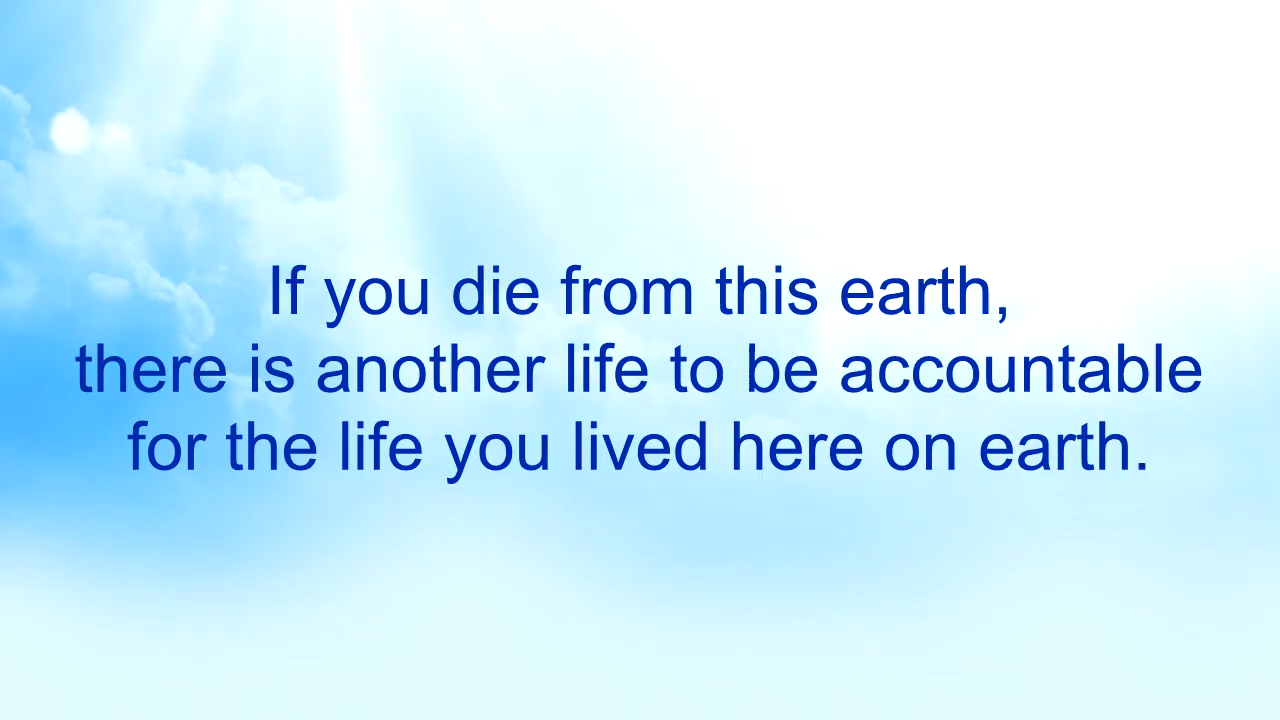 If you die from this earth,
there is another life to be accountable
for the life you lived here on earth.